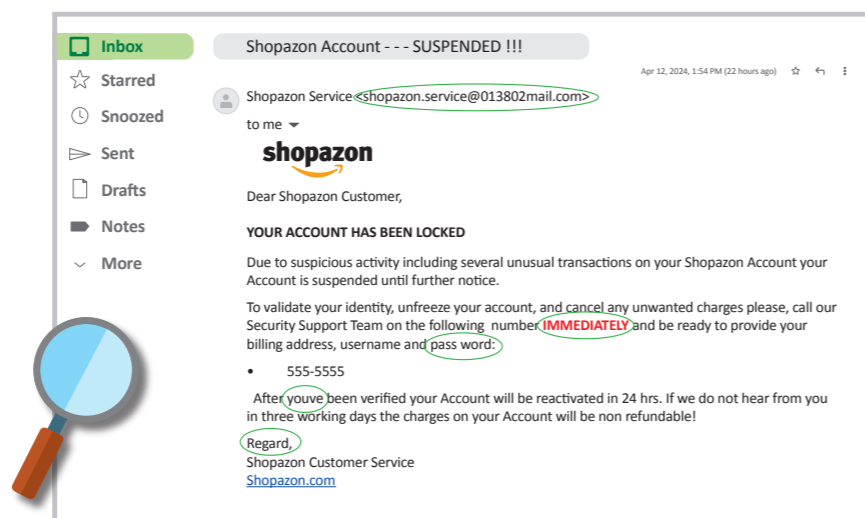 Inbox
Starred
Snoozed
Sent
Drafts
Notes
More
Shopazon Account - - - SUSPENDED !!!
Apr 12, 2024, 1:54 PM (22 hours ago)
Shopazon Service <shopazon.service@013802mail.com>
to me
shopazon
Dear Shopazon Customer,
YOUR ACCOUNT HAS BEEN LOCKED
Due to suspicious activity including several unusual transactions on your Shopazon Account your
Account is suspended until further notice.
To validate your identity, unfreeze your account, and cancel any unwanted charges please, call our
Security Support Team on the following number IMMEDIATELY and be ready to provide your
billing address, username and pass word:
• 555-5555
After youve been verified your Account will be reactivated in 24 hrs. If we do not hear from you
in three working days the charges on your Account will be non refundable!
Regard,
Shopazon Customer Service
Shopazon.com